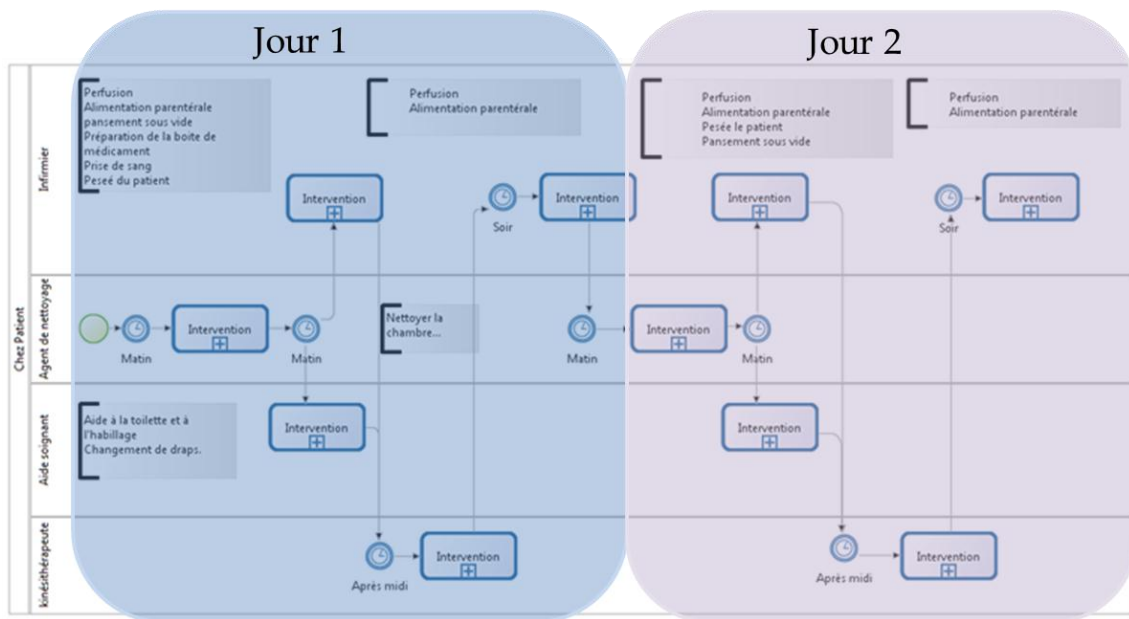 Jour 1
Jour 2
Chez Patient
Infirmier
Perfusion
Alimentation parentérale
pansement sous vide
Préparation de la boite de
médicament
Prise de sang
Peseé du patient
Intervention
Perfusion
Alimentation parentérale
Soir
Intervention
Perfusion
Alimentation parentérale
Pesée le patient
Pansement sous vide
Intervention
Perfusion
Alimentation parentérale
Soir
Intervention
Agent de nettoyage
Matin
Intervention
Matin
Nettoyer la
chambre...
Matin
Intervention
Matin
Aide soignant
Aide à la toilette et à
l'habillage
Changement de draps.
Intervention
Intervention
kinésithérapeute
Après midi
Intervention
Après midi
Intervention